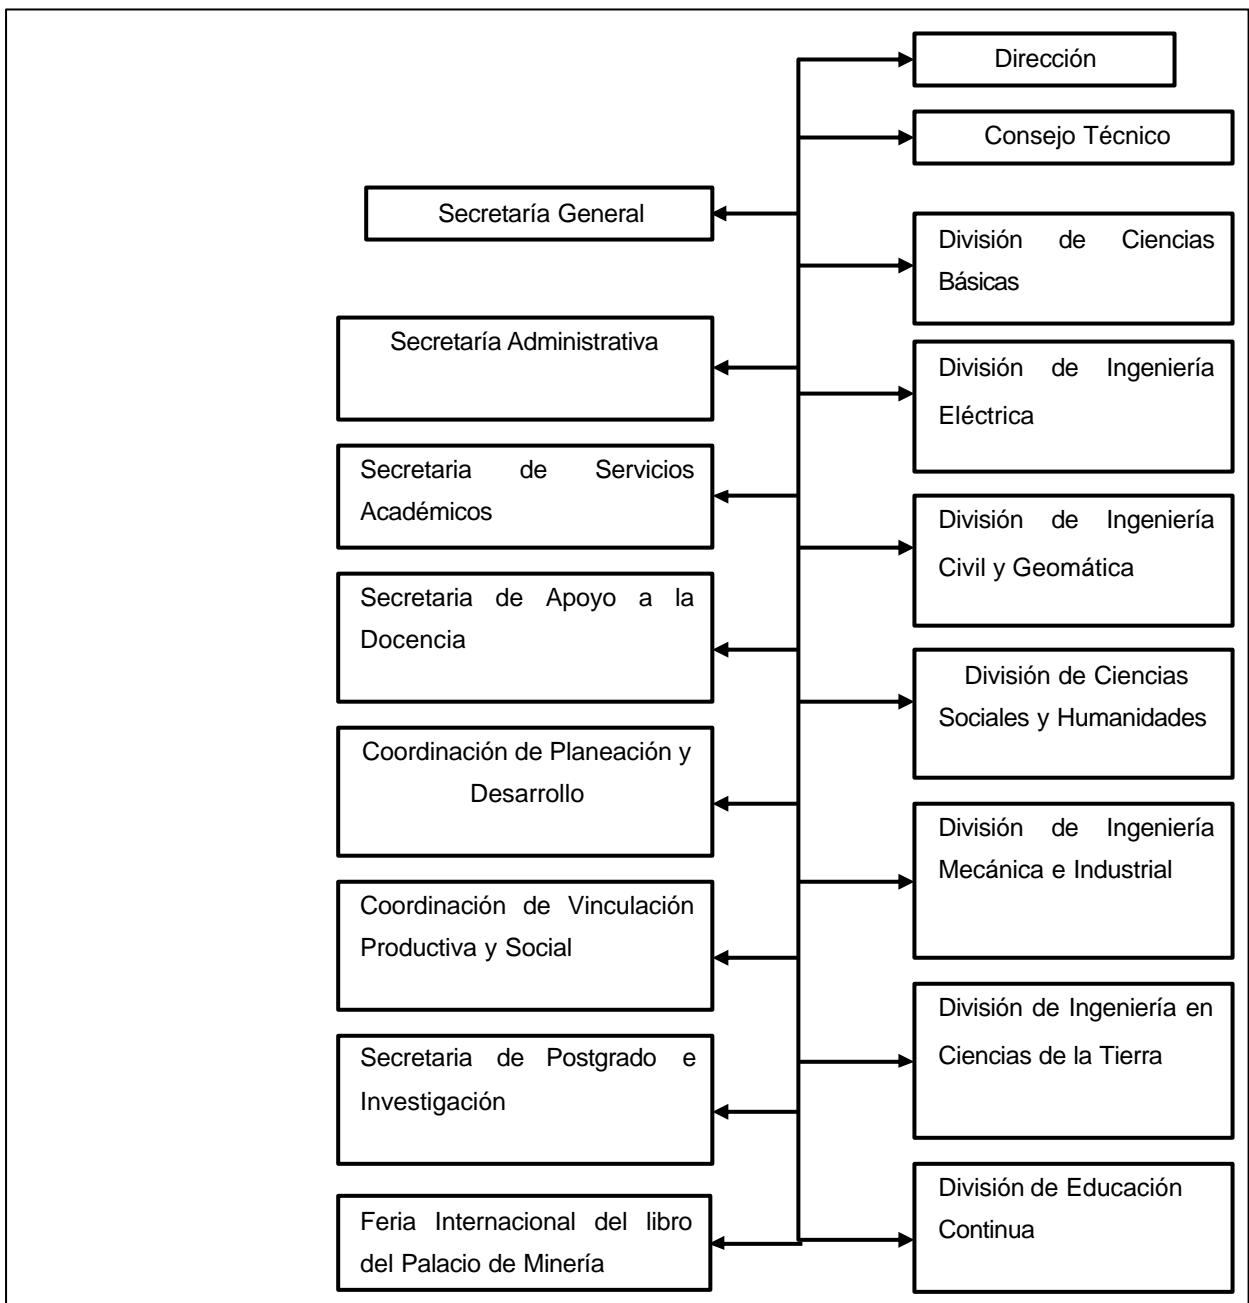 Dirección
Consejo Técnico
Secretaría General
División de Ciencias
Básicas
Secretaría Administrativa
División de Ingeniería
Eléctrica
Secretaria de Servicios
Académicos
División de Ingeniería
Civil y Geomática
Secretaria de Apoyo a la
Docencia
División de Ciencias
Sociales y Humanidades
Coordinación de Planeación y
Desarrollo
División de Ingeniería
Mecánica e Industrial
Coordinación de Vinculación
Productiva y Social
División de Ingeniería en
Ciencias de la Tierra
Secretaria de Postgrado e
Investigación
División de Educación
Continua
Feria Internacional del libro
del Palacio de Minería